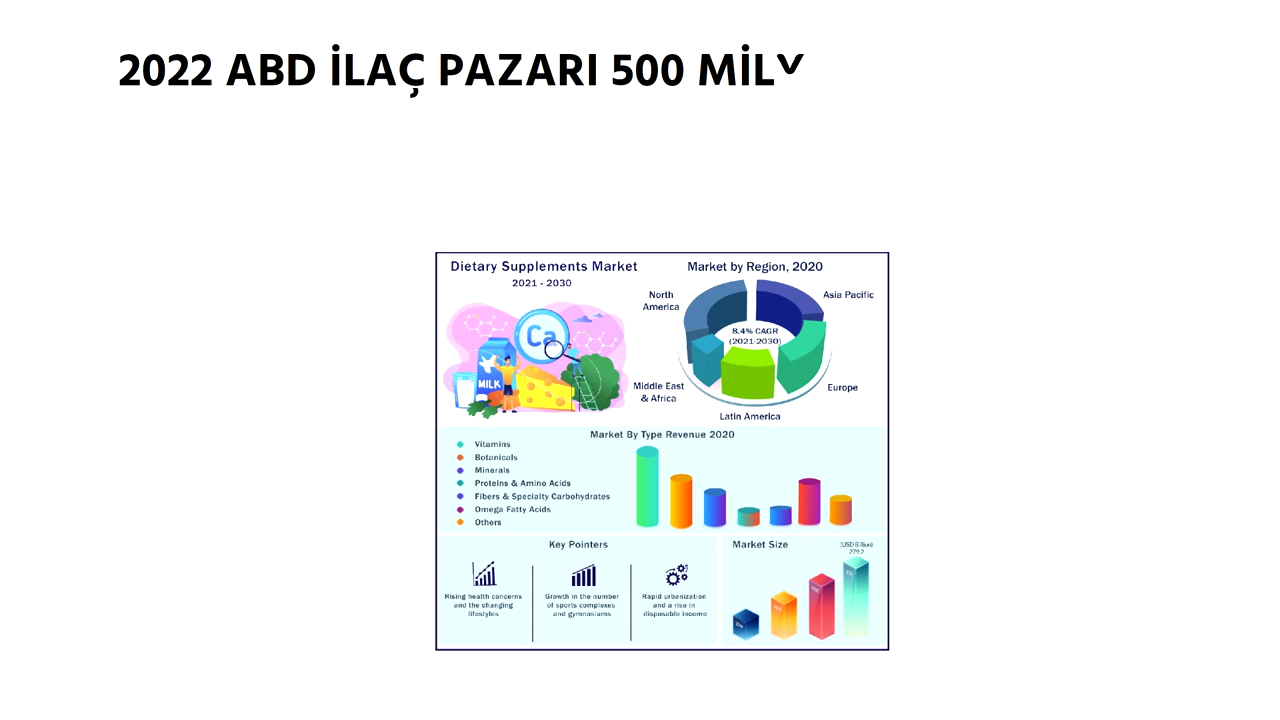 2022 ABD İLAÇ PAZARI 500 MİLY
Dietary Supplements Market
2021 - 2030
Ca
MILK
Market by Region, 2020
North
America
Asia Pacific
8.4% CAGR
(2021-2030)
Middle East
& Africa
Europe
Latin America
Market By Type Revenue 2020
Vitamins
Botanicals
Minerals
Proteins & Amino Acids
Fibers & Specialty Carbohydrates
Omega Fatty Acids
Others
Key Pointers
Rising health concerns
and the changing
lifestyles
Growth in the number
of sports complexes
and gymnasiums
Rapid urbanization
and a rise in
disposable income
Market Size
(USD Billion)
279.2